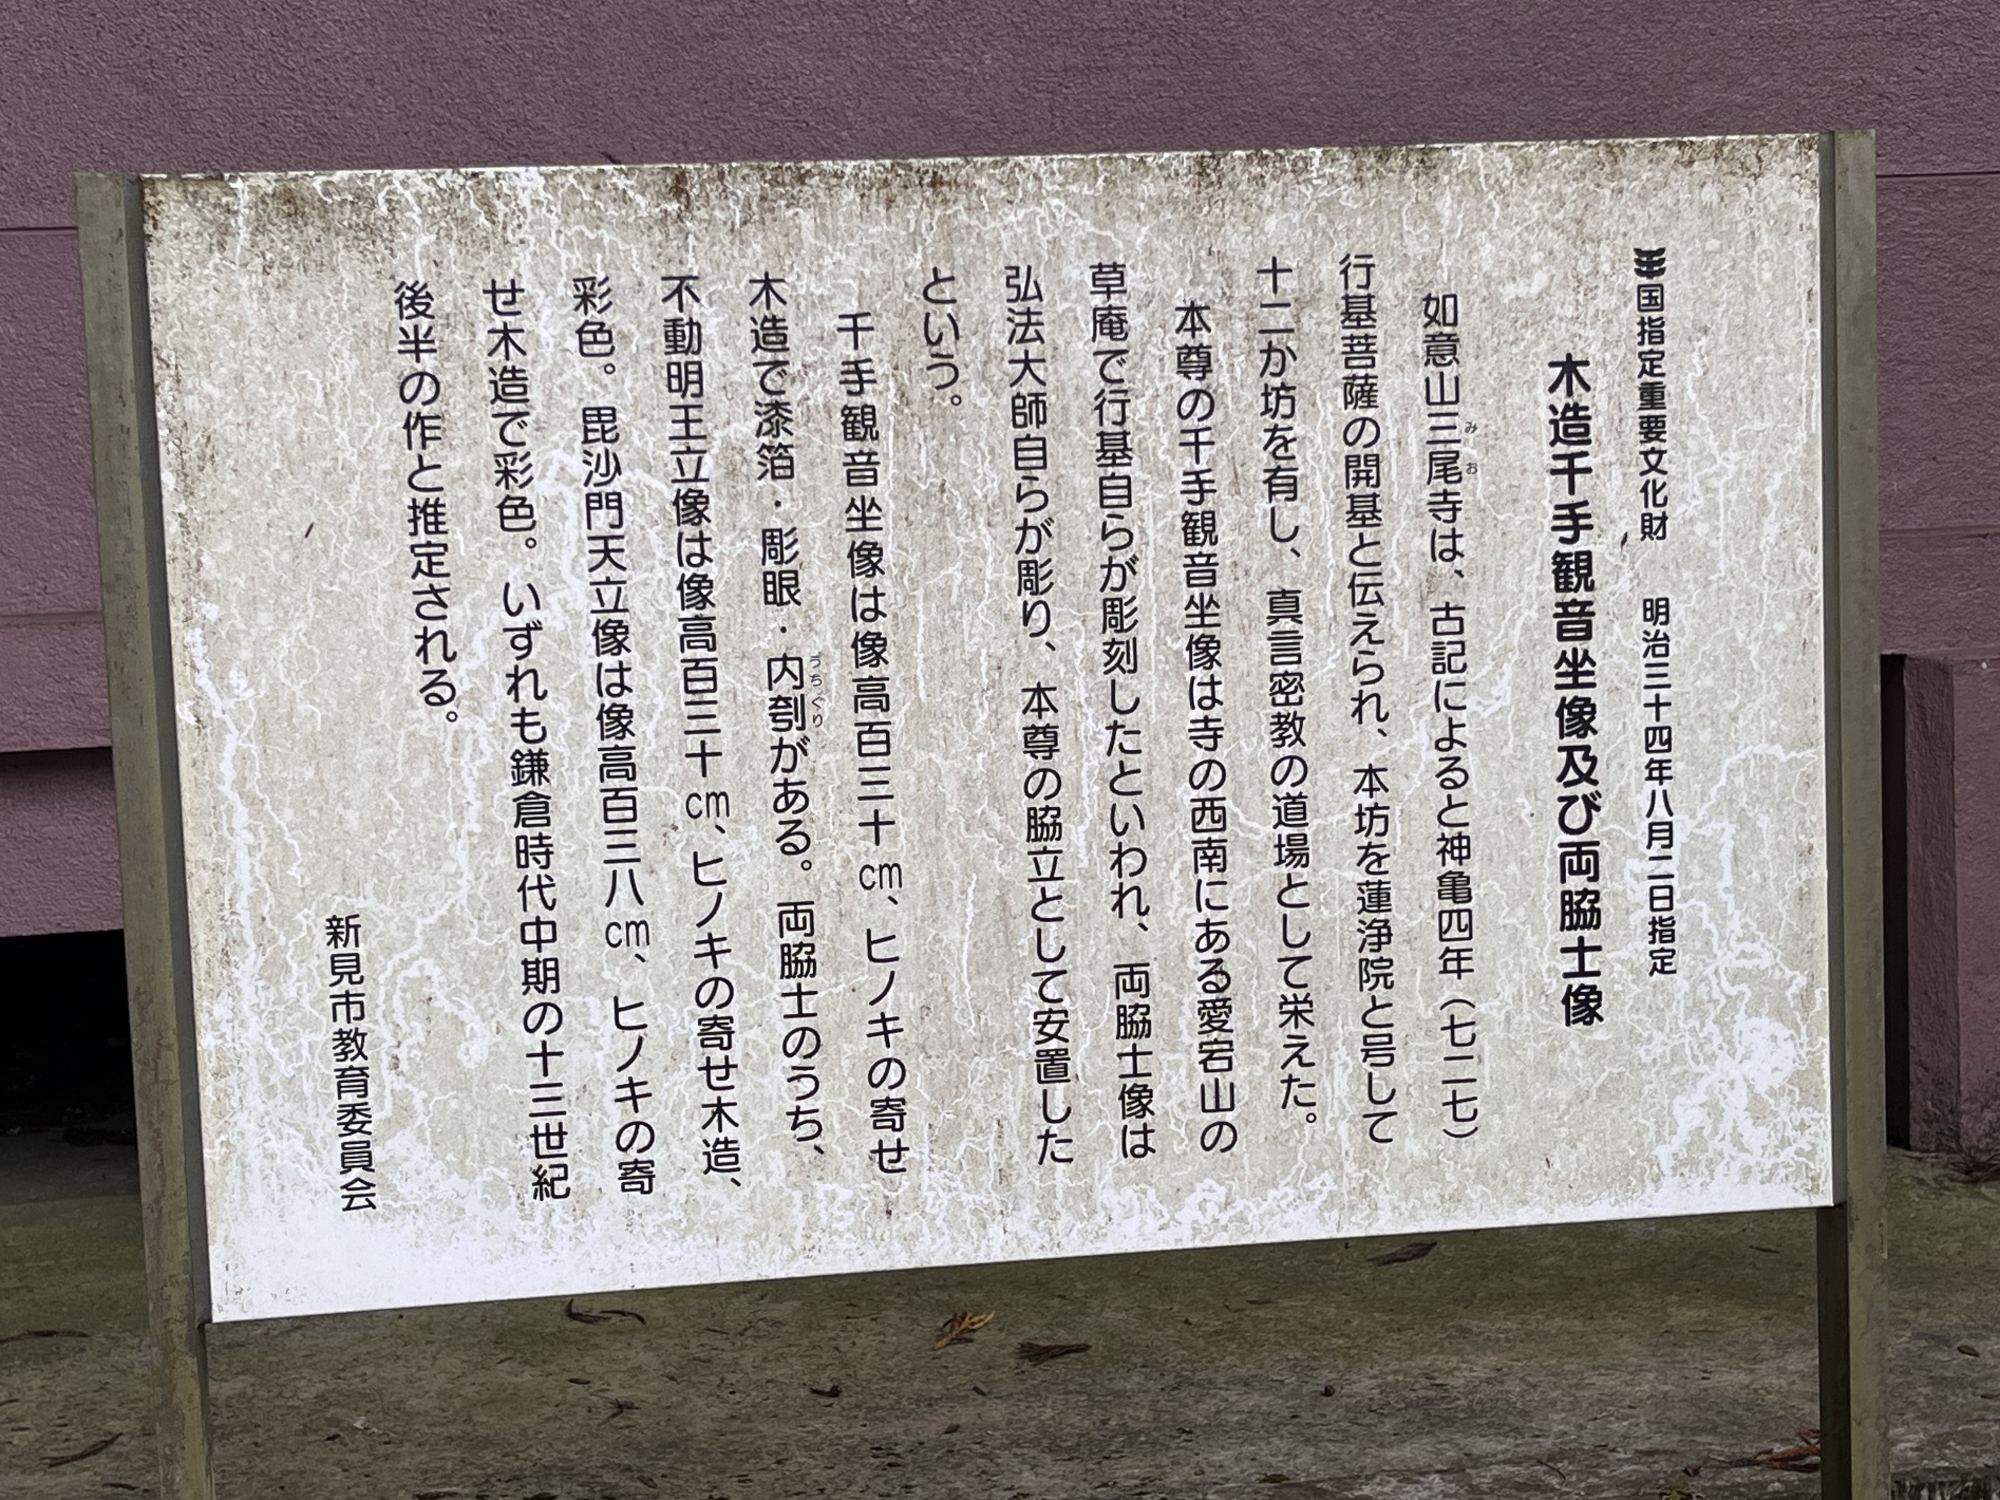 国指定重要文化財　明治三十四年八月二日指定
木造千手観音坐像及び両脇士像
如意山三尾寺は、古記によると神亀四年（七二七）
みお
行基菩薩の開基と伝えられ、本坊を蓮浄院と号して
十二か坊を有し、真言密教の道場として栄えた。
本尊の千手観音坐像は寺の西南にある愛宕山の
草庵で行基自らが彫刻したといわれ、両脇士像は
弘法大師自らが彫り、本尊の脇立として安置した
という。
千手観音坐像は像高百三十cm、ヒノキの寄せ
木造で漆箔・彫眼・内刳がある。両脇士のうち、
うちぐり
不動明王立像は像高百三十cm、ヒノキの寄せ木造、
彩色。毘沙門天立像は像高百三八cm、ヒノキの寄
せ木造で彩色。いずれも鎌倉時代中期の十三世紀
後半の作と推定される。
新見市教育委員会